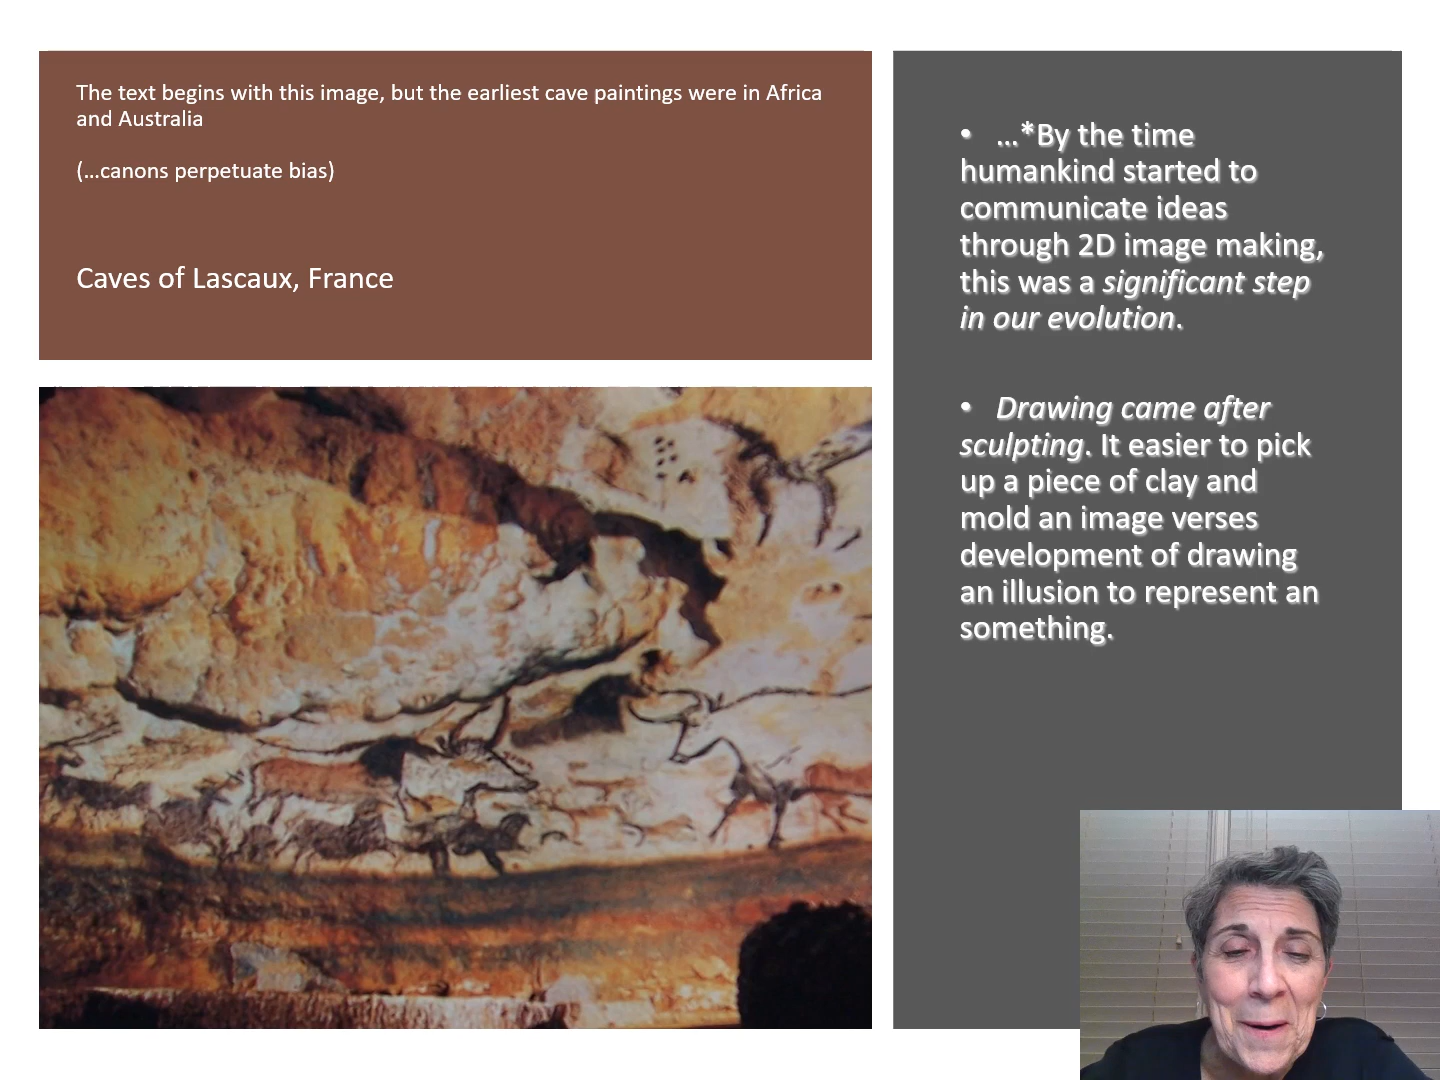 The text begins with this image, but the earliest cave paintings were in Africa
and Australia
(...canons perpetuate bias)
Caves of Lascaux, France
• ...*By the time
humankind started to
communicate ideas
through 2D image making,
this was a significant step
in our evolution.
• Drawing came after
sculpting. It easier to pick
up a piece of clay and
mold an image verses
development of drawing
an illusion to represent an
something.